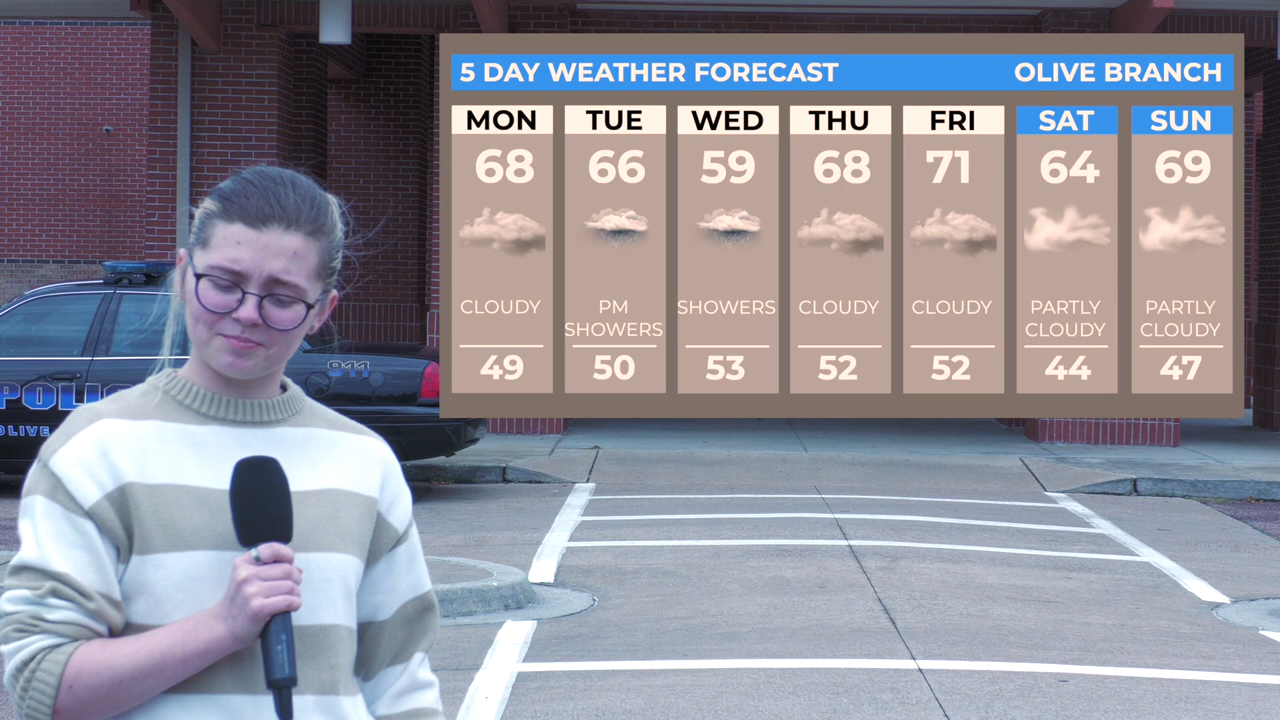 5 DAY WEATHER FORECAST OLIVE BRANCH
MON TUE WED THU FRI SAT SUN
68 66 59 68 71 64 69
CLOUDY PM SHOWERS CLOUDY CLOUDY PARTLY PARTLY
SHOWERS CLOUDY CLOUDY
49 50 53 52 52 44 47
911
POLIC
OLIVE